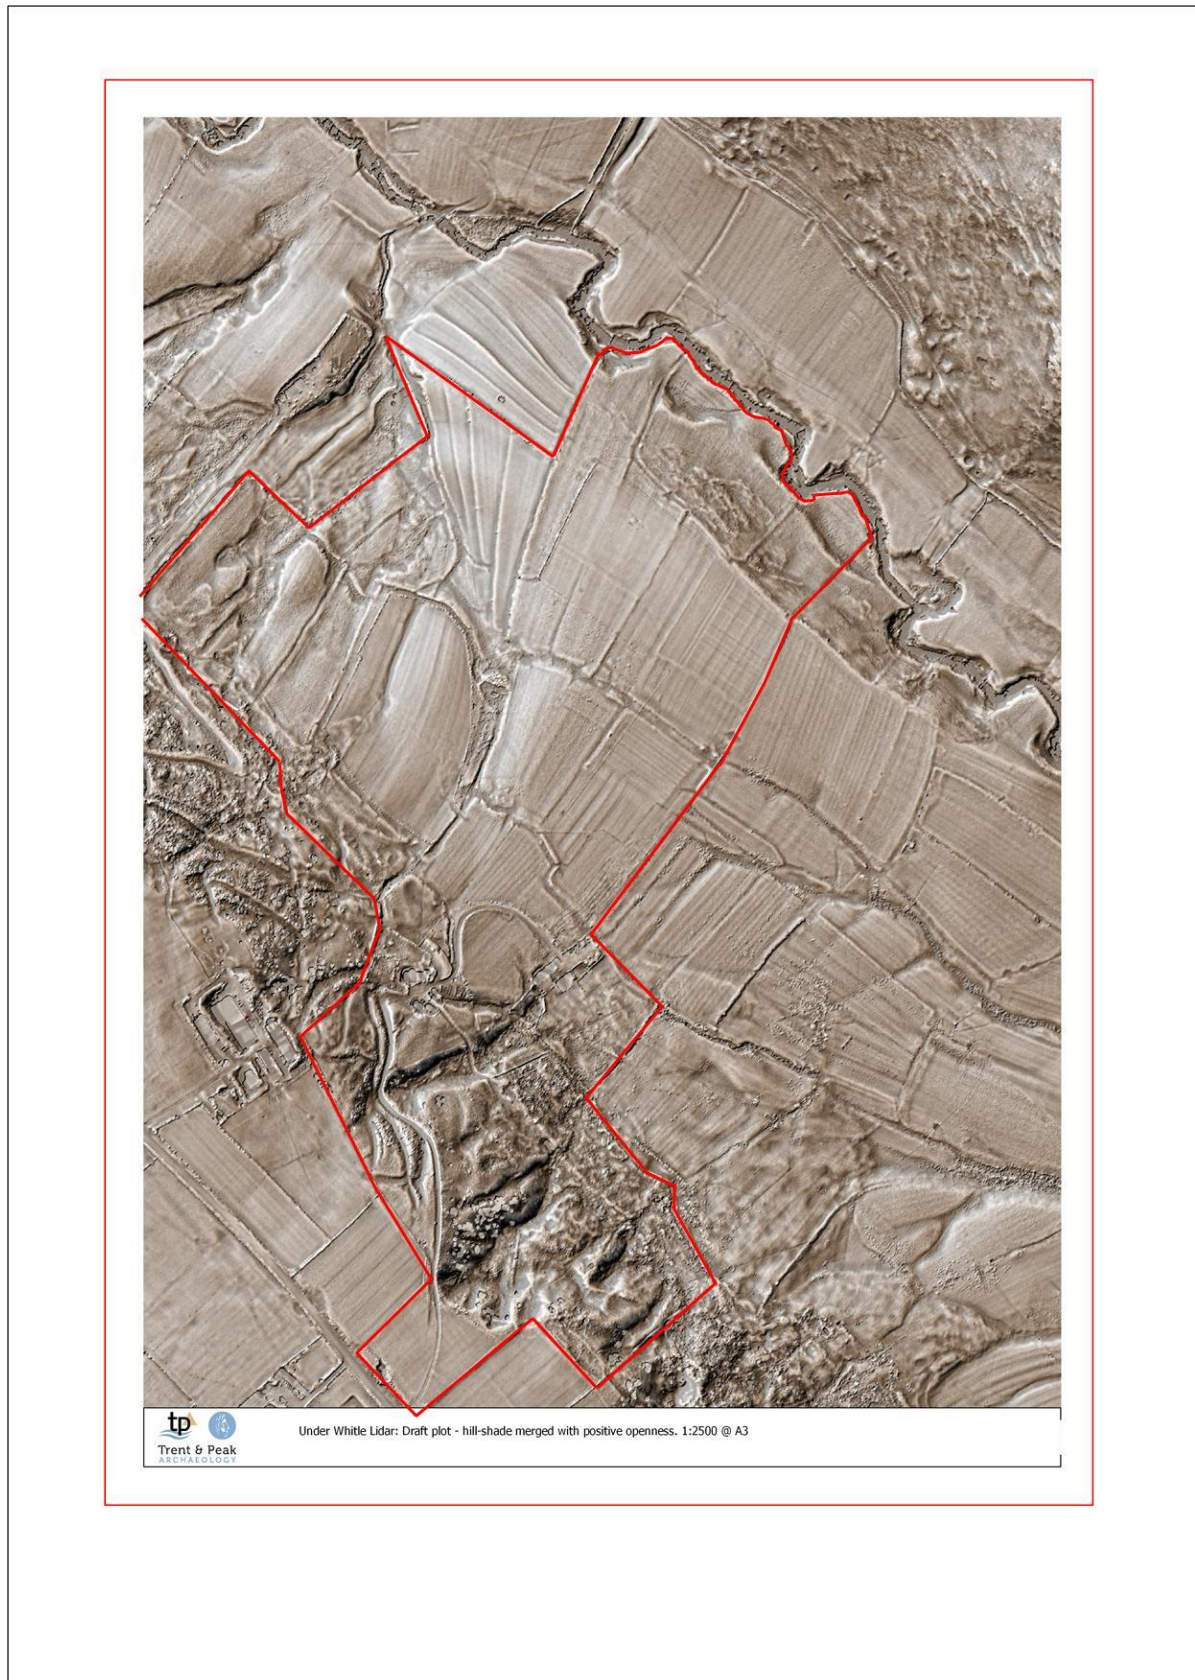 tp
Trent & Peak
ARCHAEOLOGY
Under Whitle Lidar: Draft plot - hill-shade merged with positive openness. 1:2500 @ A3